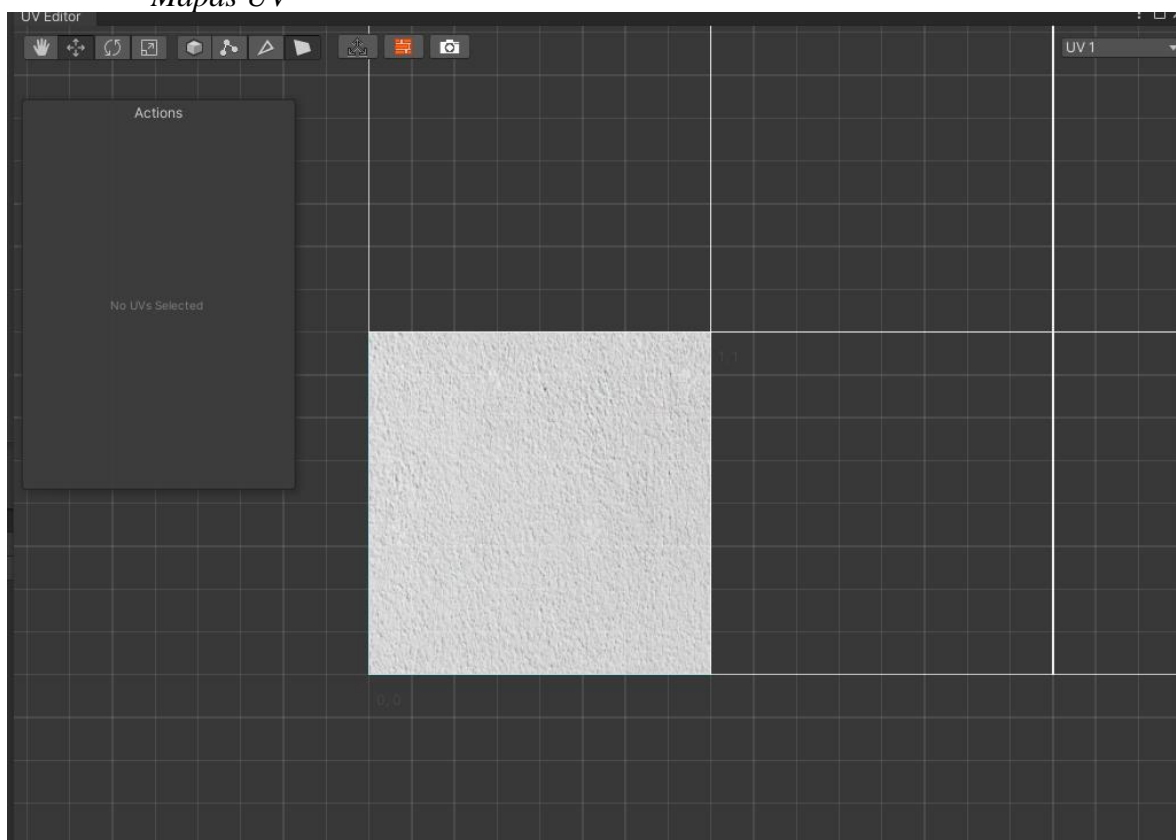 Mapas UV
UV Editor
UV 1
Actions
No UVs Selected
1, 1
0, 0